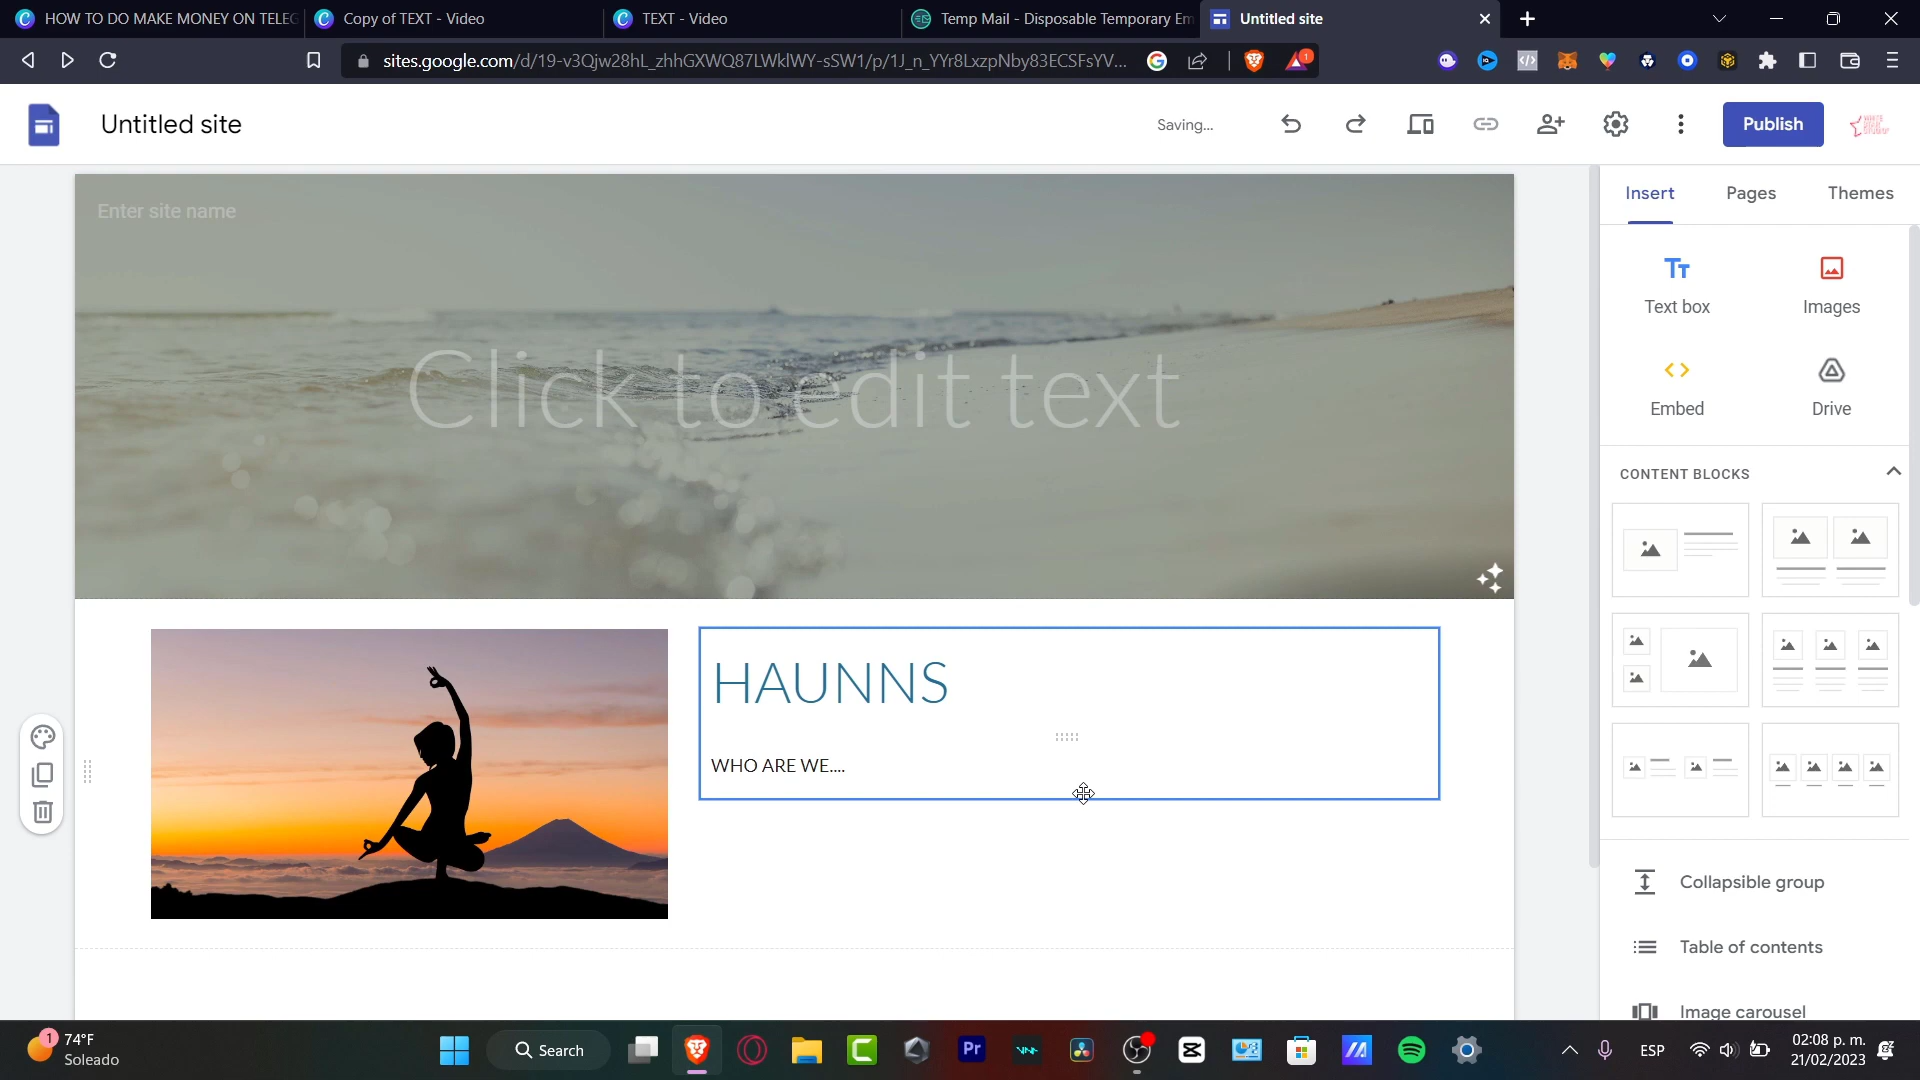 HOW TO DO MAKE MONEY ON TELEG
Copy of TEXT - Video
TEXT - Video
Temp Mail - Disposable Temporary Em
Untitled site
sites.google.com/d/19-v3Qjw28hL_zhhGXWQ87LWklWY-sSW1/p/1J_n_YYr8LxzpNby83ECSFsYV...
1
Untitled site
Saving...
Publish
Enter site name
Click to edit text
HAUNNS
WHO ARE WE....
Insert
Pages
Themes
Text box
Images
Embed
Drive
CONTENT BLOCKS
Collapsible group
Table of contents
Image carousel
1
74°F
Soleado
Search
Pr
ESP
02:08 p. m.
21/02/2023